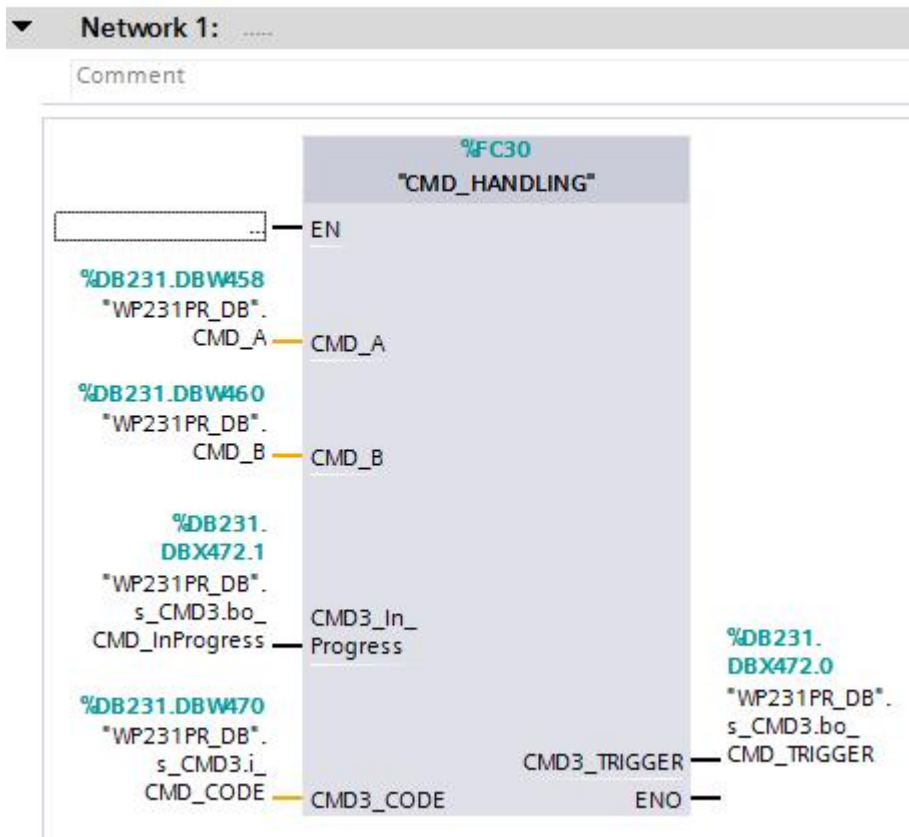 Network 1: .....
Comment
%FC30
"CMD_HANDLING"
... EN
%DB231.DBW458
"WP231PR_DB".
CMD_A CMD_A
%DB231.DBW460
"WP231PR_DB".
CMD_B CMD_B
%DB231.
DBX472.1
"WP231PR_DB".
s_CMD3.bo_
CMD_InProgress
CMD3_In_
Progress
%DB231.DBW470
"WP231PR_DB".
s_CMD3.i_
CMD_CODE CMD3_CODE
%DB231.
DBX472.0
"WP231PR_DB".
s_CMD3.bo_
CMD3_TRIGGER CMD_TRIGGER
ENO